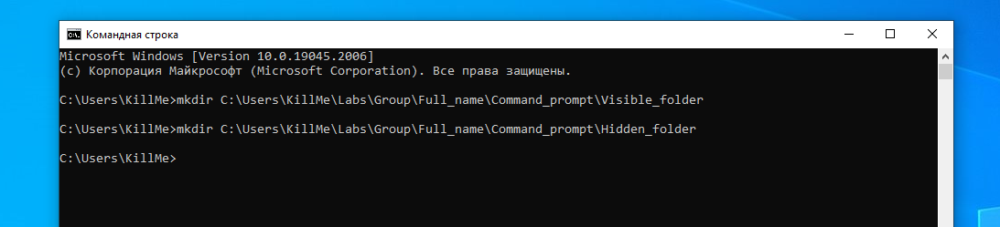 Командная строка
Microsoft Windows [Version 10.0.19045.2006]
(c) Корпорация Майкрософт (Microsoft Corporation). Все права защищены.
C:\Users\KillMe>mkdir C:\Users\KillMe\Labs\Group\Full_name\Command_prompt\Visible_folder
C:\Users\KillMe>mkdir C:\Users\KillMe\Labs\Group\Full_name\Command_prompt\Hidden_folder
C:\Users\KillMe>